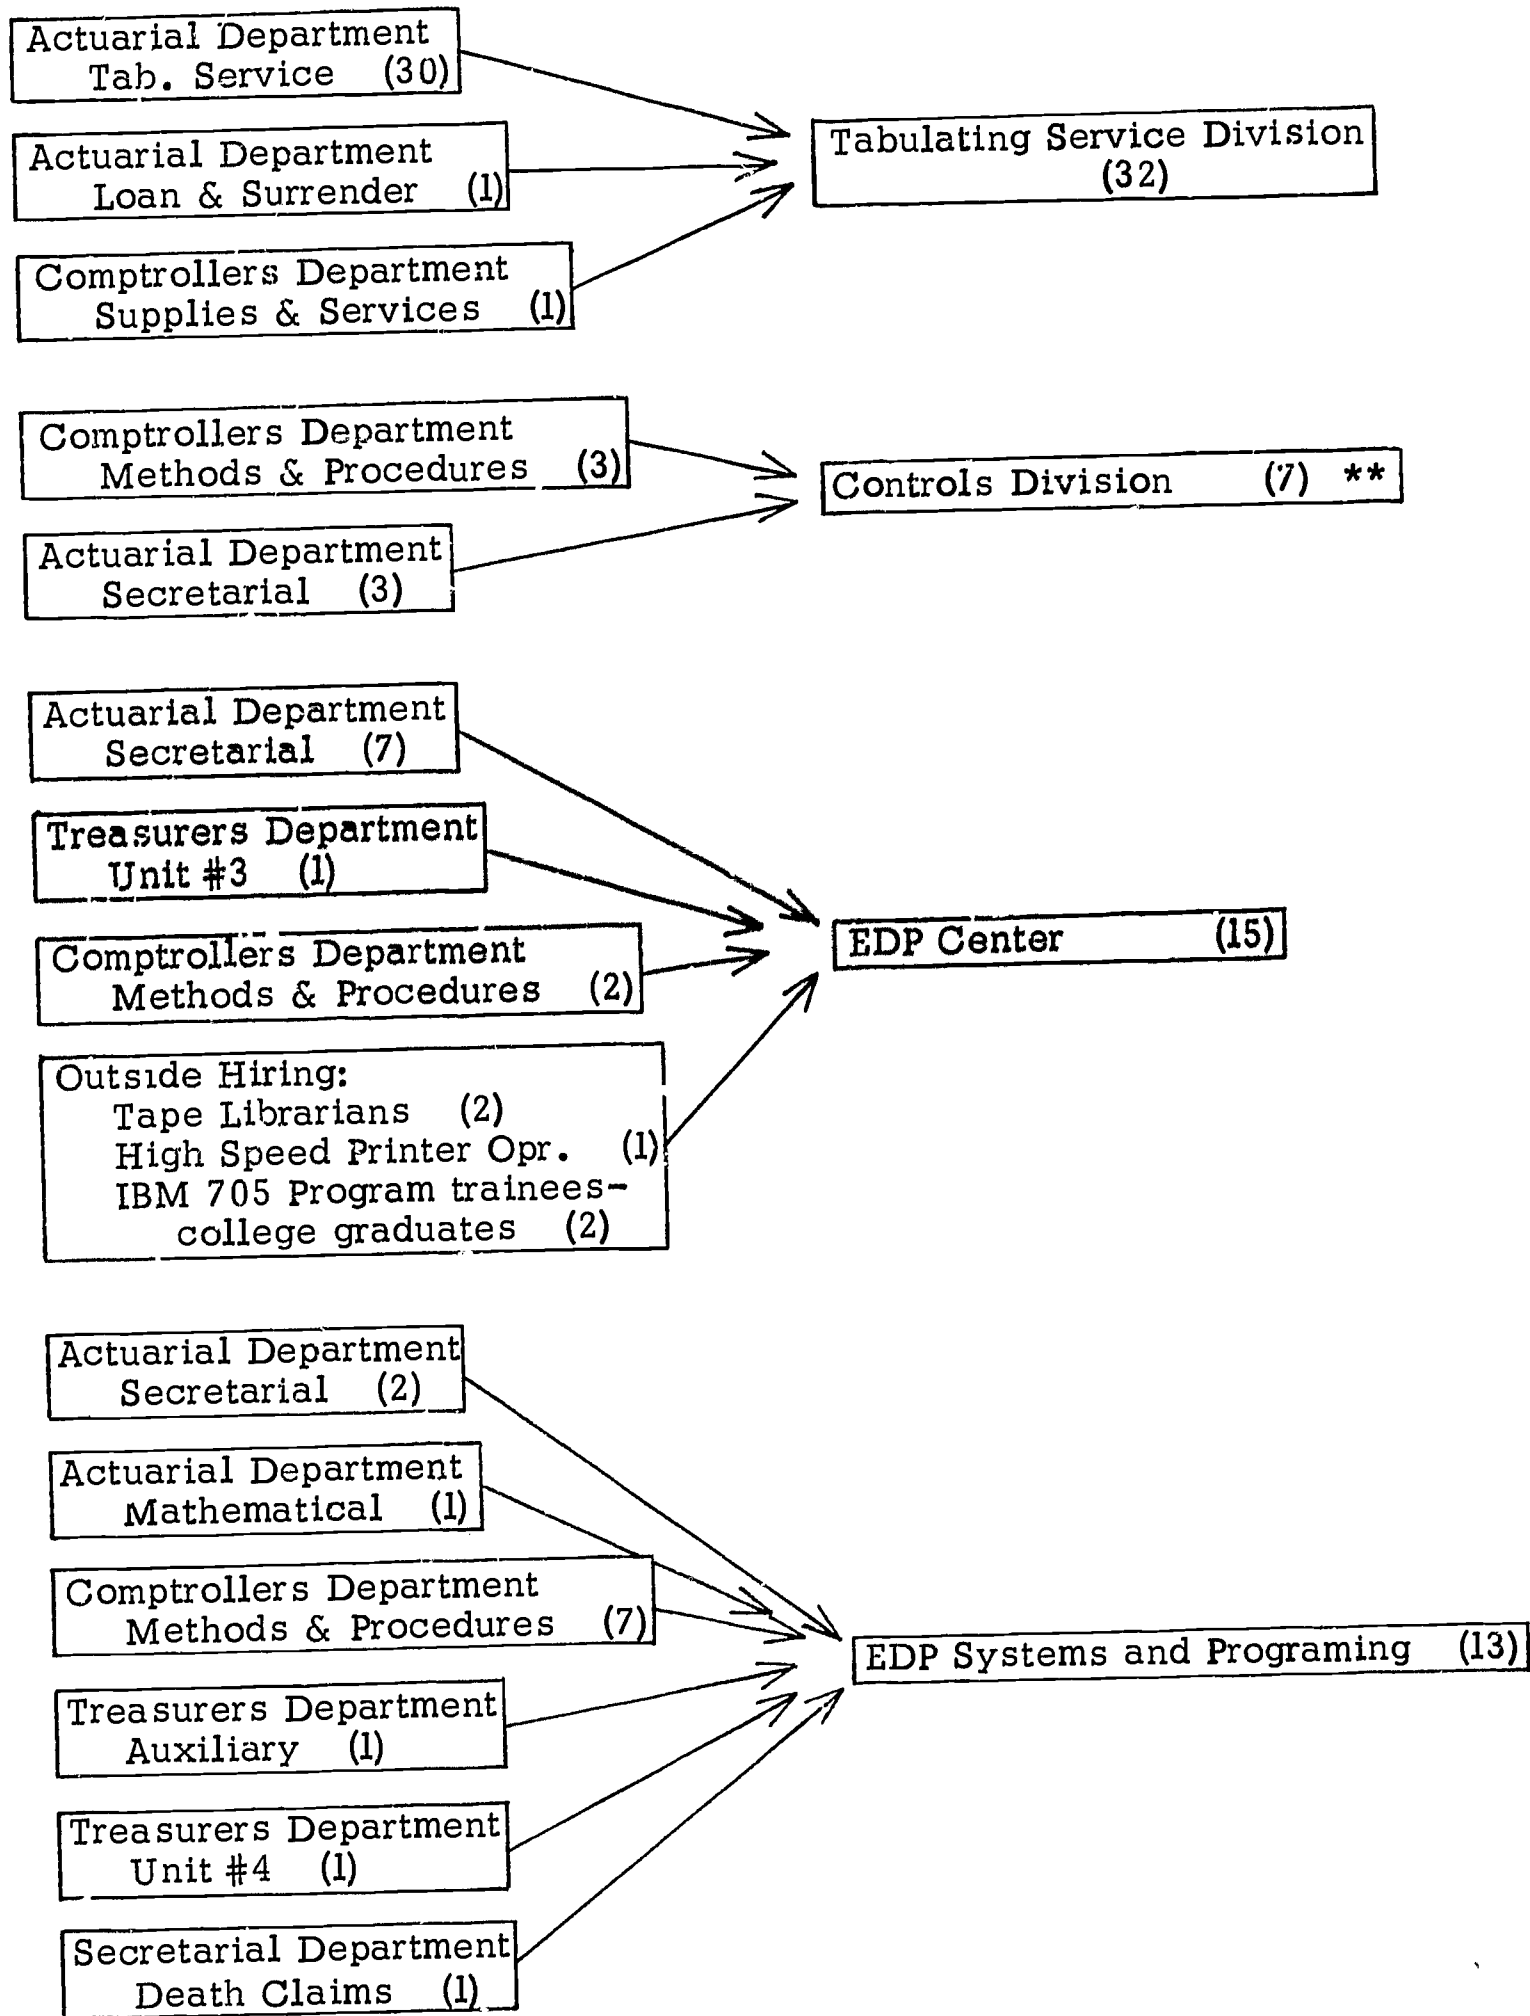 Actuarial Department
Tab. Service (30)
Actuarial Department
Loan & Surrender (1)
Comptrollers Department
Supplies & Services (1)
Tabulating Service Division
(32)
Comptrollers Department
Methods & Procedures (3)
Actuarial Department
Secretarial (3)
Controls Division (7) **
Actuarial Department
Secretarial (7)
Treasurers Department
Unit #3 (1)
Comptrollers Department
Methods & Procedures (2)
Outside Hiring:
Tape Librarians (2)
High Speed Printer Opr. (1)
IBM 705 Program trainees-
college graduates (2)
EDP Center (15)
Actuarial Department
Secretarial (2)
Actuarial Department
Mathematical (1)
Comptrollers Department
Methods & Procedures (7)
Treasurers Department
Auxiliary (1)
Treasurers Department
Unit #4 (1)
Secretarial Department
Death Claims (1)
EDP Systems and Programing (13)